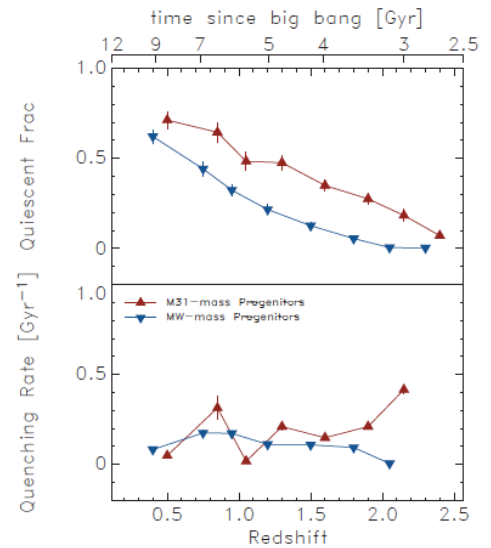 time since big bang [Gyr]
12 9 7 6 5 4 3 2.5
1.0
0.5
0
Quiescent Frac
1.0
0.5
0
Quenching Rate [Gyr⁻¹]
M31-mass Progenitors
MW-mass Progenitors
0.5 1.0 1.5 2.0 2.5
Redshift